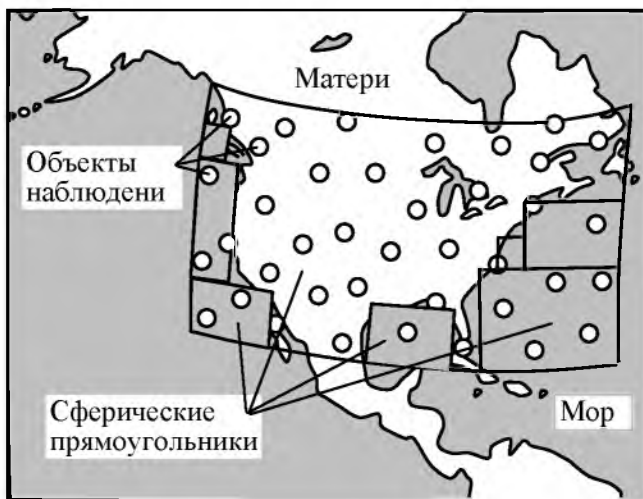 Матери
Объекты
наблюдени
Сферические
прямоугольники
Мор